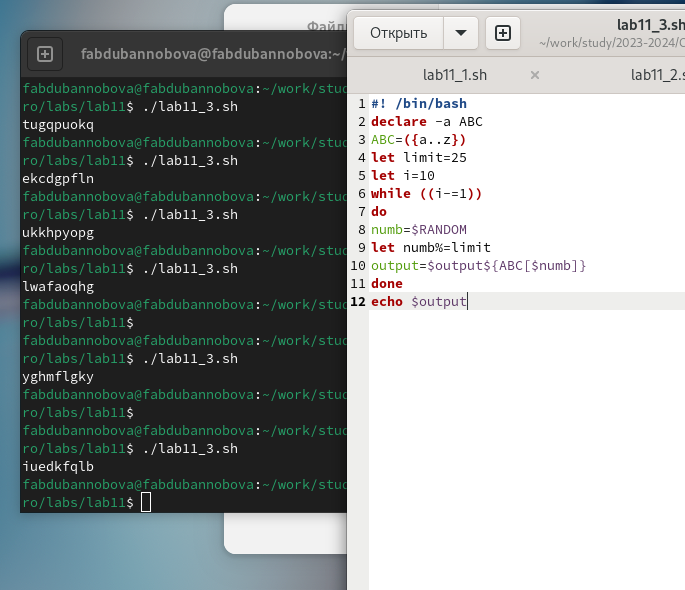 Файл
fabdubannobova@fabdubannobova:~/
fabdubannobova@fabdubannobova:~/work/stud
ro/labs/lab11$ ./lab11_3.sh
tugqpuokq
fabdubannobova@fabdubannobova:~/work/stud
ro/labs/lab11$ ./lab11_3.sh
ekcdgpfln
fabdubannobova@fabdubannobova:~/work/stud
ro/labs/lab11$ ./lab11_3.sh
ukkhpyopg
fabdubannobova@fabdubannobova:~/work/stud
ro/labs/lab11$ ./lab11_3.sh
lwafaoqhg
fabdubannobova@fabdubannobova:~/work/stud
ro/labs/lab11$
fabdubannobova@fabdubannobova:~/work/stud
ro/labs/lab11$ ./lab11_3.sh
yghmflgky
fabdubannobova@fabdubannobova:~/work/stud
ro/labs/lab11$
fabdubannobova@fabdubannobova:~/work/stud
ro/labs/lab11$ ./lab11_3.sh
iuedkfqlb
fabdubannobova@fabdubannobova:~/work/stud
ro/labs/lab11$
Открыть
lab11_3.sh
~/work/study/2023-2024/
lab11_1.sh
lab11_2.s
1 #! /bin/bash
2 declare -a ABC
3 ABC=({a..z})
4 let limit=25
5 let i=10
6 while ((i-=1))
7 do
8 numb=$RANDOM
9 let numb%=limit
10 output=$output${ABC[$numb]}
11 done
12 echo $output